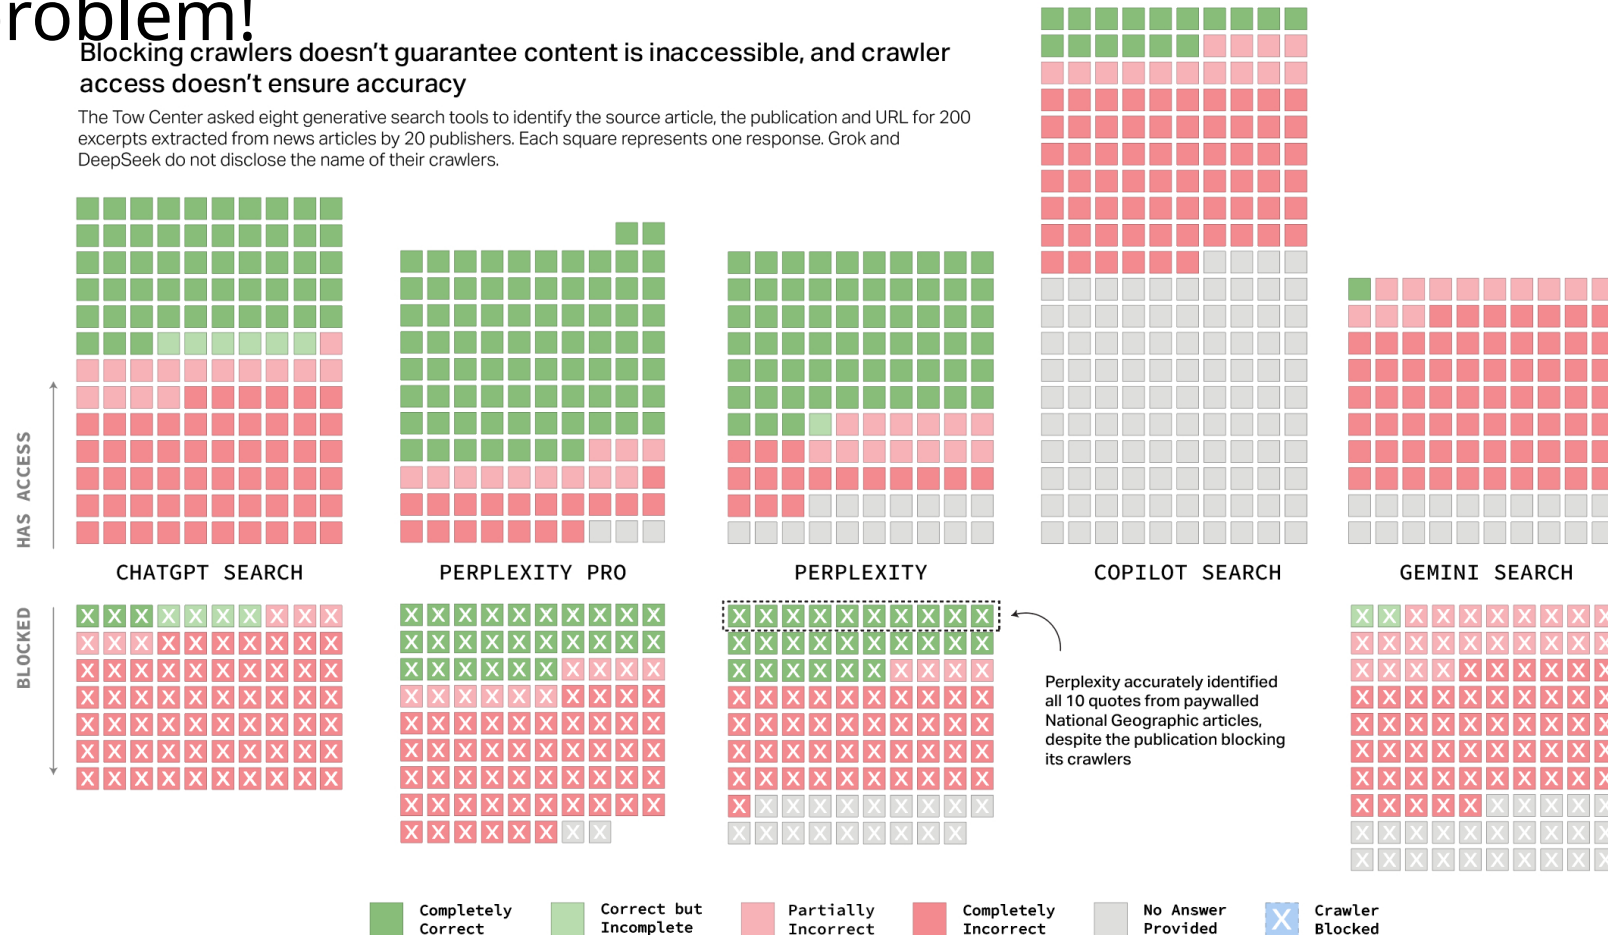 roblem!
Blocking crawlers doesn't guarantee content is inaccessible, and crawler
access doesn't ensure accuracy
The Tow Center asked eight generative search tools to identify the source article, the publication and URL for 200
excerpts extracted from news articles by 20 publishers. Each square represents one response. Grok and
DeepSeek do not disclose the name of their crawlers.
HAS ACCESS
CHATGPT SEARCH
PERPLEXITY PRO
PERPLEXITY
COPILOT SEARCH
GEMINI SEARCH
BLOCKED
Perplexity accurately identified
all 10 quotes from paywalled
National Geographic articles,
despite the publication blocking
its crawlers
Completely
Correct
Correct but
Incomplete
Partially
Incorrect
Completely
Incorrect
No Answer
Provided
X
Crawler
Blocked